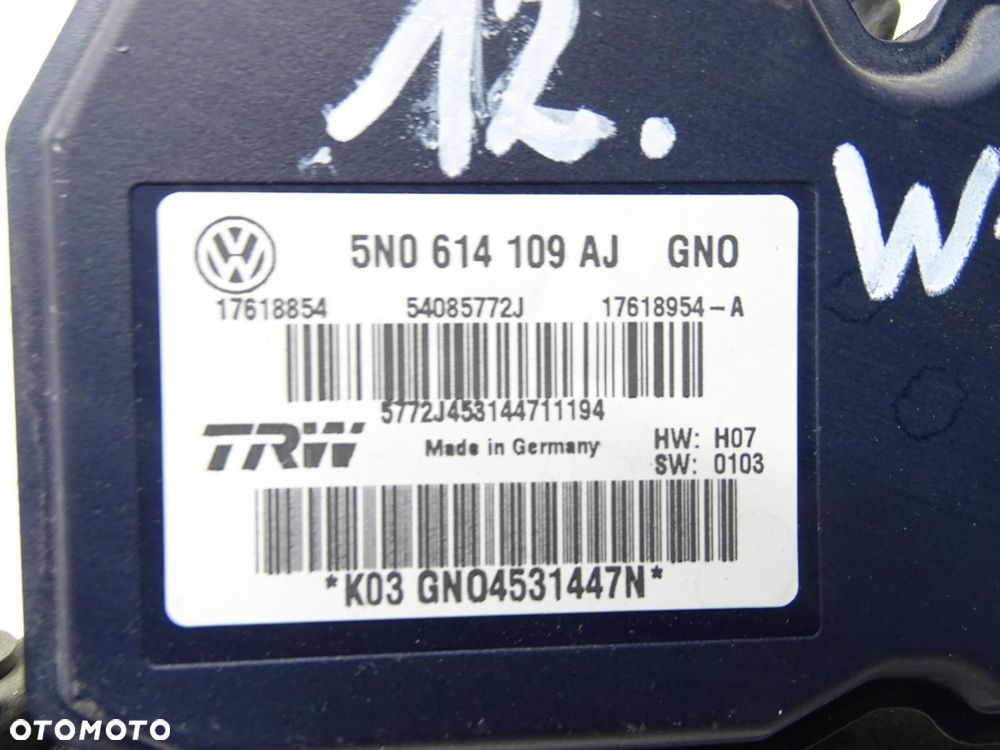 12.
W
5N0 614 109 AJ GNO
17618854 54085772J 17618954-A
5772J453144711194
TRW Made in Germany HW: H07
SW: 0103
*K03 GNO4531447N*
OTOMOTO